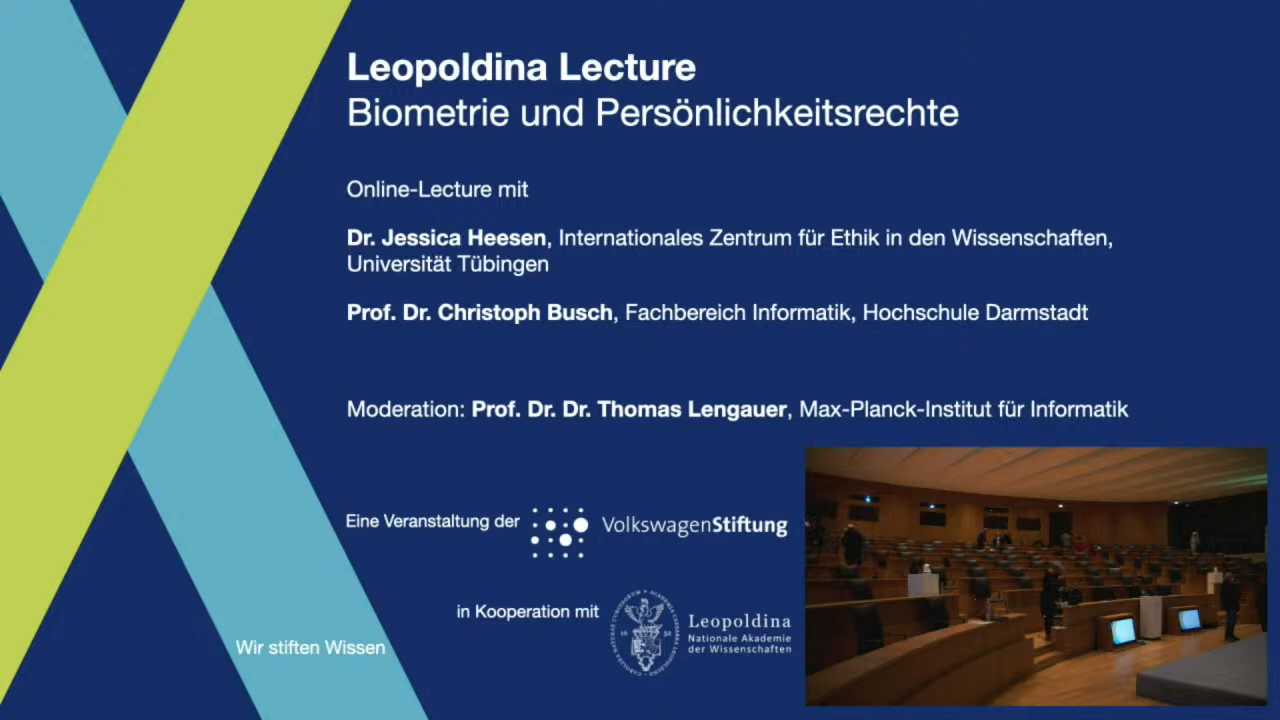 Leopoldina Lecture
Biometrie und Persönlichkeitsrechte
Online-Lecture mit
Dr. Jessica Heesen, Internationales Zentrum für Ethik in den Wissenschaften,
Universität Tübingen
Prof. Dr. Christoph Busch, Fachbereich Informatik, Hochschule Darmstadt
Moderation: Prof. Dr. Dr. Thomas Lengauer, Max-Planck-Institut für Informatik
Eine Veranstaltung der
VolkswagenStiftung
in Kooperation mit
16 52
Leopoldina
Nationale Akademie
der Wissenschaften
Wir stiften Wissen